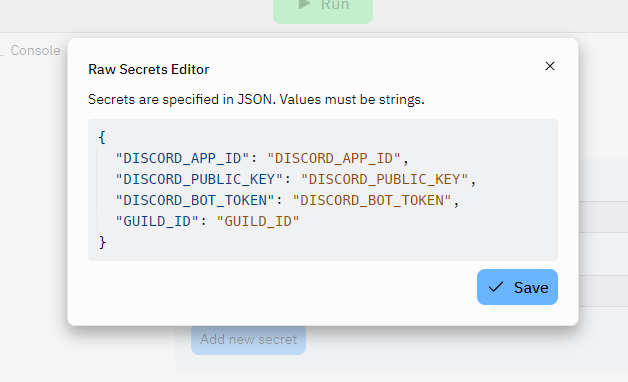 Run
Console
Raw Secrets Editor
Secrets are specified in JSON. Values must be strings.
{
"DISCORD_APP_ID": "DISCORD_APP_ID",
"DISCORD_PUBLIC_KEY": "DISCORD_PUBLIC_KEY",
"DISCORD_BOT_TOKEN": "DISCORD_BOT_TOKEN",
"GUILD_ID": "GUILD_ID"
}
Save
Add new secret